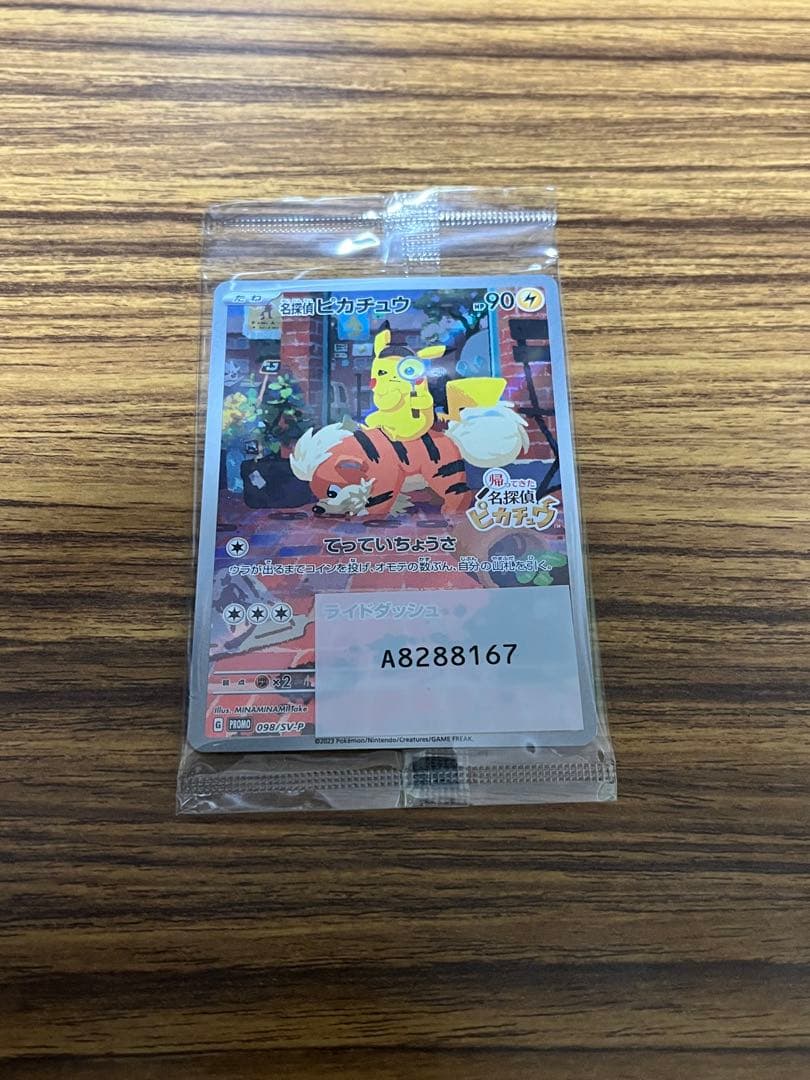 たね
名探偵ピカチュウ HP90
帰ってきた
名探偵
ピカチュウ
てっていちょうさ
ウラが出るまでコインを投げ、オモテの数ぶん、自分の山札を引く。
ライドダッシュ
A8288167
弱点 ×2
Illus. MINAMINAMI Take
G PROMO 098/SV-P
©2023 Pokémon/Nintendo/Creatures/GAME FREAK.